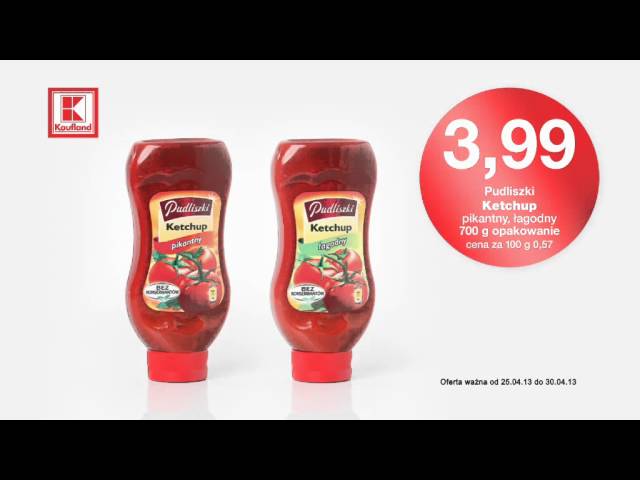 Kaufland
3,99
Pudliszki
Ketchup
pikantny, łagodny
700 g opakowanie
cena za 100 g 0,57
Pudliszki
Ketchup
pikantny
BEZ
KONSERWANTÓW
Pudliszki
Ketchup
łagodny
BEZ
KONSERWANTÓW
Oferta ważna od 25.04.13 do 30.04.13